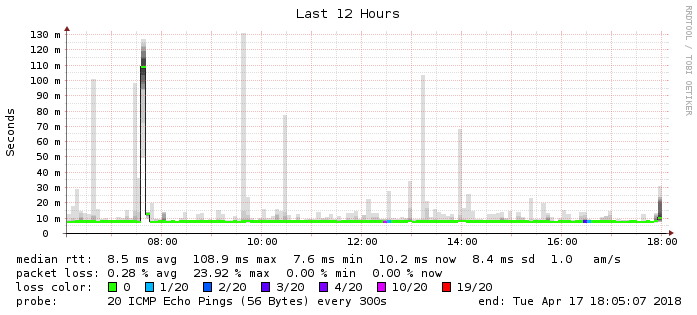 Last 12 Hours
RRDTOOL / TOBI OETIKER
Seconds
130 m
120 m
110 m
100 m
90 m
80 m
70 m
60 m
50 m
40 m
30 m
20 m
10 m
0
08:00 10:00 12:00 14:00 16:00 18:00
median rtt: 8.5 ms avg 108.9 ms max 7.6 ms min 10.2 ms now 8.4 ms sd 1.0 am/s
packet loss: 0.28 % avg 23.92 % max 0.00 % min 0.00 % now
loss color: 0 1/20 2/20 3/20 4/20 10/20 19/20
probe: 20 ICMP Echo Pings (56 Bytes) every 300s end: Tue Apr 17 18:05:07 2018